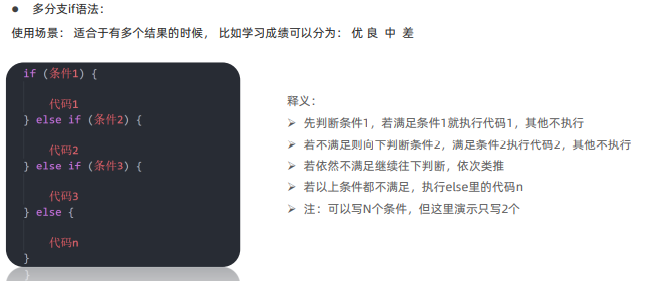 ● 多分支if语法：
使用场景： 适合于有多个结果的时候， 比如学习成绩可以分为： 优 良 中 差
if (条件1) {
代码1
} else if (条件2) {
代码2
} else if (条件3) {
代码3
} else {
代码n
}
释义：
➢ 先判断条件1，若满足条件1就执行代码1，其他不执行
➢ 若不满足则向下判断条件2，满足条件2执行代码2，其他不执行
➢ 若依然不满足继续往下判断，依次类推
➢ 若以上条件都不满足，执行else里的代码n
➢ 注：可以写N个条件，但这里演示只写2个